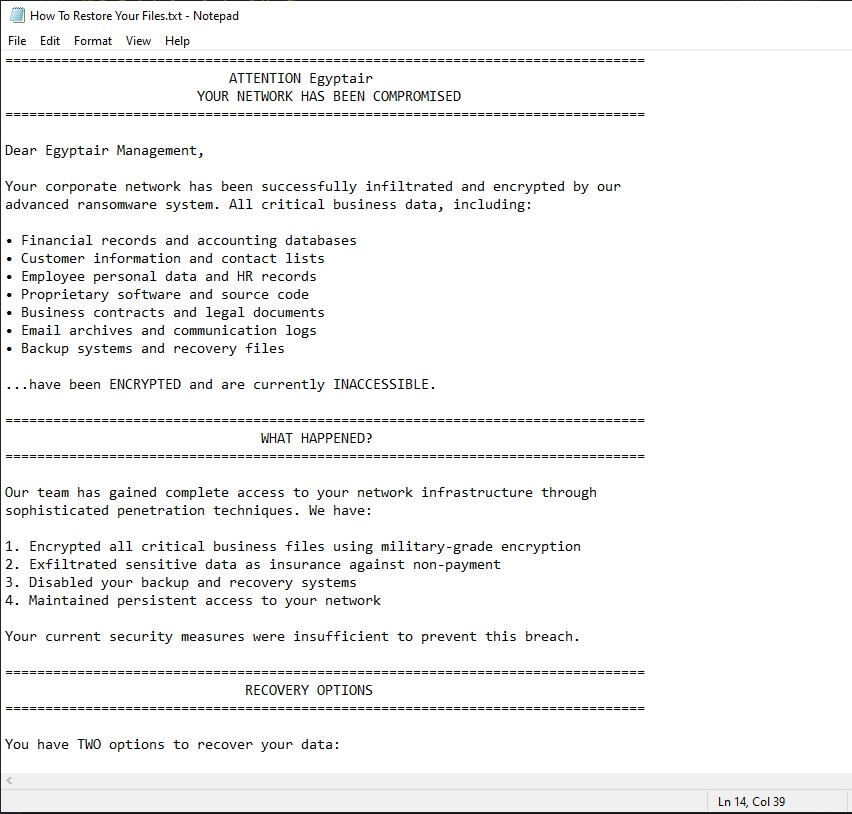 How To Restore Your Files.txt - Notepad
File Edit Format View Help
================================================================================
ATTENTION Egyptair
YOUR NETWORK HAS BEEN COMPROMISED
================================================================================
Dear Egyptair Management,
Your corporate network has been successfully infiltrated and encrypted by our
advanced ransomware system. All critical business data, including:
• Financial records and accounting databases
• Customer information and contact lists
• Employee personal data and HR records
• Proprietary software and source code
• Business contracts and legal documents
• Email archives and communication logs
• Backup systems and recovery files
...have been ENCRYPTED and are currently INACCESSIBLE.
================================================================================
WHAT HAPPENED?
================================================================================
Our team has gained complete access to your network infrastructure through
sophisticated penetration techniques. We have:
1. Encrypted all critical business files using military-grade encryption
2. Exfiltrated sensitive data as insurance against non-payment
3. Disabled your backup and recovery systems
4. Maintained persistent access to your network
Your current security measures were insufficient to prevent this breach.
================================================================================
RECOVERY OPTIONS
================================================================================
You have TWO options to recover your data:
Ln 14, Col 39